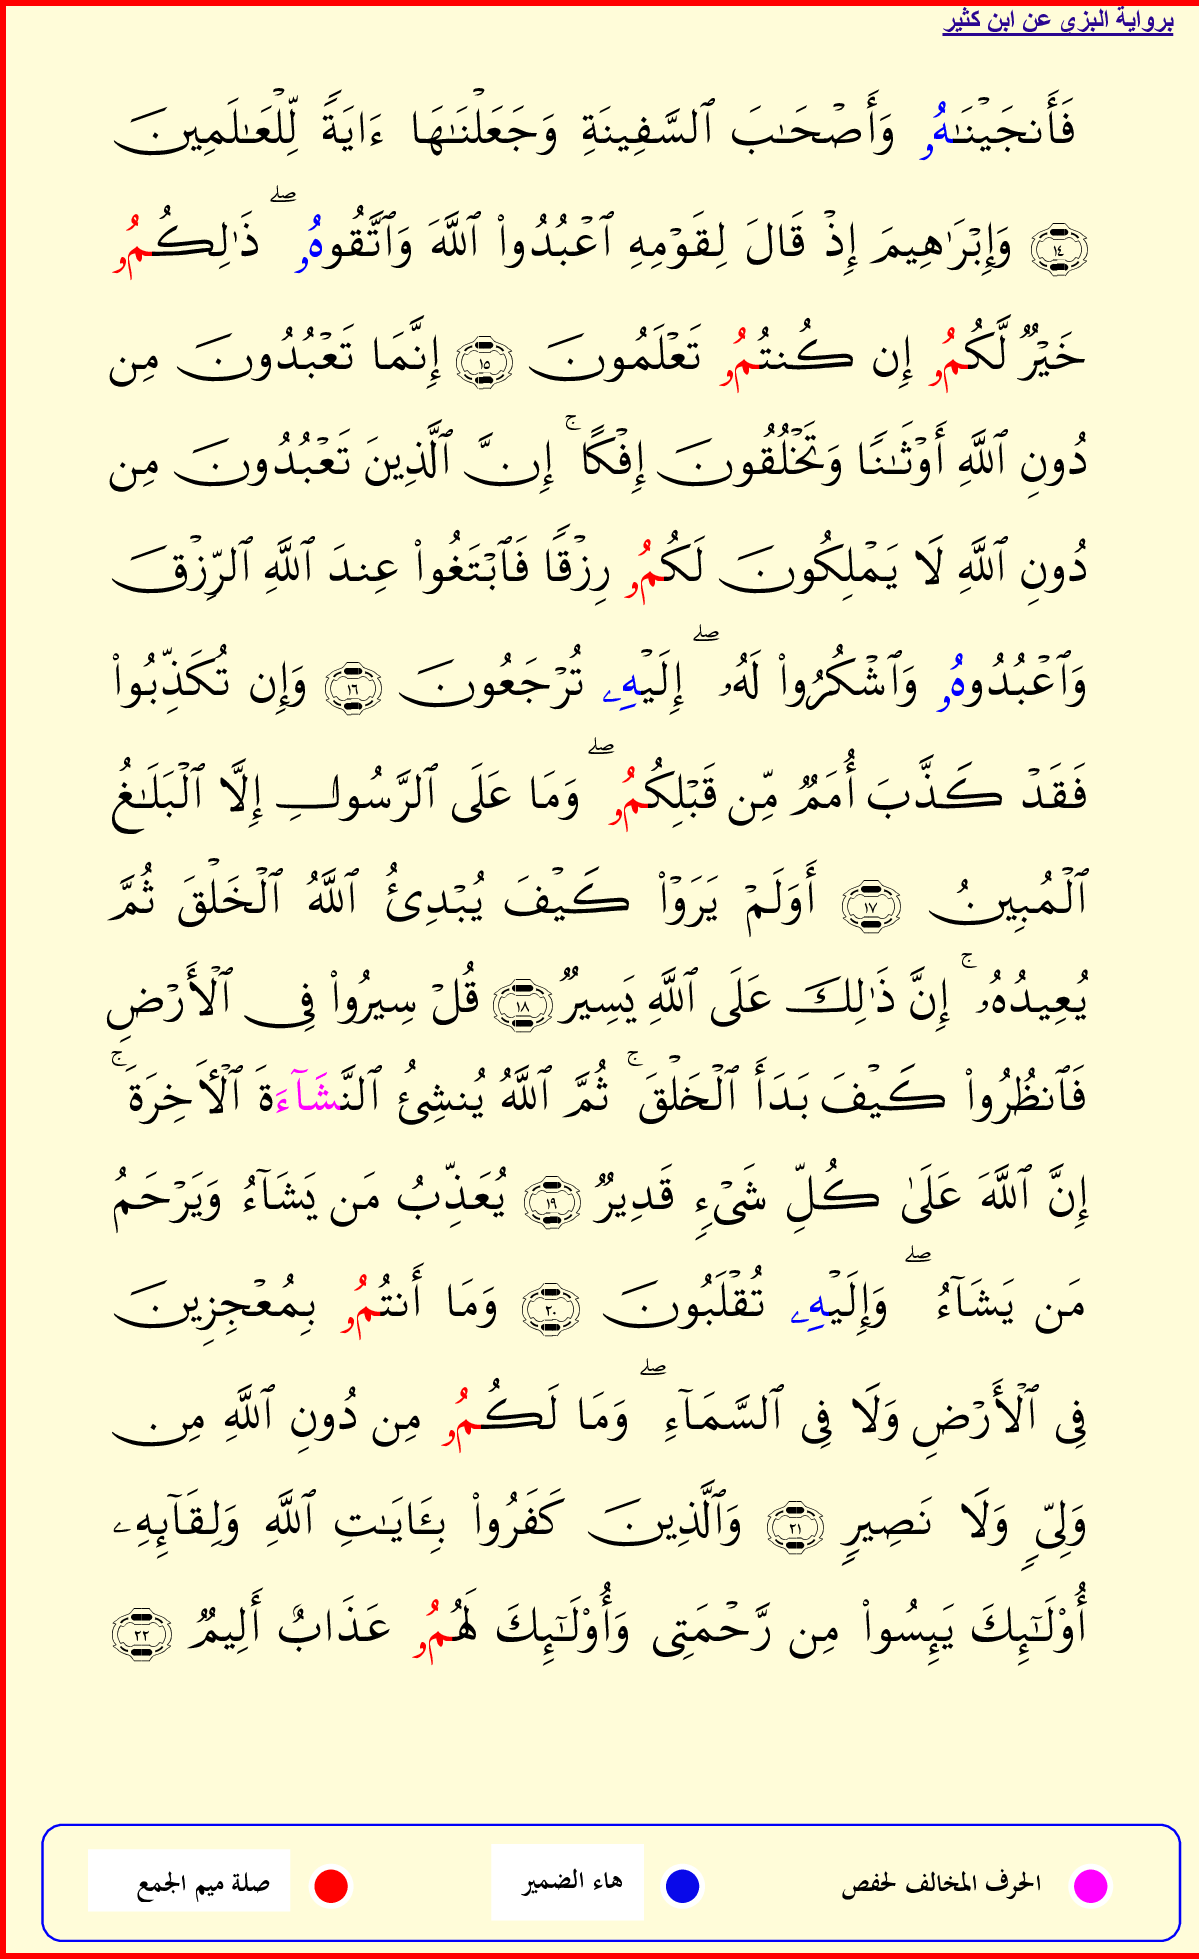 برواية البزى عن ابن كثير
فَأَنجَيْنَـٰهُۥ وَأَصْحَـٰبَ ٱلسَّفِينَةِ وَجَعَلْنَـٰهَا ءَايَةً لِّلْعَـٰلَمِينَ
١٤ وَإِبْرَٰهِيمَ إِذْ قَالَ لِقَوْمِهِ ٱعْبُدُوا۟ ٱللَّهَ وَٱتَّقُوهُۥ ۖ ذَٰلِكُمُۥ
خَيْرٌ لَّكُمُۥ إِن كُنتُمُۥ تَعْلَمُونَ ١٥ إِنَّمَا تَعْبُدُونَ مِن
دُونِ ٱللَّهِ أَوْثَـٰنًا وَتَخْلُقُونَ إِفْكًا ۚ إِنَّ ٱلَّذِينَ تَعْبُدُونَ مِن
دُونِ ٱللَّهِ لَا يَمْلِكُونَ لَكُمُۥ رِزْقًا فَٱبْتَغُوا۟ عِندَ ٱللَّهِ ٱلرِّزْقَ
وَٱعْبُدُوهُۥ وَٱشْكُرُوا۟ لَهُۥ ۖ إِلَيْهِۦ تُرْجَعُونَ ١٦ وَإِن تُكَذِّبُوا۟
فَقَدْ كَذَّبَ أُمَمٌ مِّن قَبْلِكُمُۥ ۖ وَمَا عَلَى ٱلرَّسُولِ إِلَّا ٱلْبَلَـٰغُ
ٱلْمُبِينُ ١٧ أَوَلَمْ يَرَوْا۟ كَيْفَ يُبْدِئُ ٱللَّهُ ٱلْخَلْقَ ثُمَّ
يُعِيدُهُۥ ۚ إِنَّ ذَٰلِكَ عَلَى ٱللَّهِ يَسِيرٌ ١٨ قُلْ سِيرُوا۟ فِى ٱلْأَرْضِ
فَٱنظُرُوا۟ كَيْفَ بَدَأَ ٱلْخَلْقَ ۚ ثُمَّ ٱللَّهُ يُنشِئُ ٱلنَّشَآءَةَ ٱلْـَٔاخِرَةَ ۚ
إِنَّ ٱللَّهَ عَلَىٰ كُلِّ شَىْءٍ قَدِيرٌ ١٩ يُعَذِّبُ مَن يَشَآءُ وَيَرْحَمُ
مَن يَشَآءُ ۖ وَإِلَيْهِۦ تُقْلَبُونَ ٢٠ وَمَا أَنتُمُۥ بِمُعْجِزِينَ
فِى ٱلْأَرْضِ وَلَا فِى ٱلسَّمَآءِ ۖ وَمَا لَكُمُۥ مِن دُونِ ٱللَّهِ مِن
وَلِىٍّ وَلَا نَصِيرٍ ٢١ وَٱلَّذِينَ كَفَرُوا۟ بِـَٔايَـٰتِ ٱللَّهِ وَلِقَآئِهِۦ
أُو۟لَـٰٓئِكَ يَئِسُوا۟ مِن رَّحْمَتِى وَأُو۟لَـٰٓئِكَ لَهُمُۥ عَذَابٌ أَلِيمٌ ٢٢
الحرف المخالف لحفص هاء الضمير صلة ميم الجمع